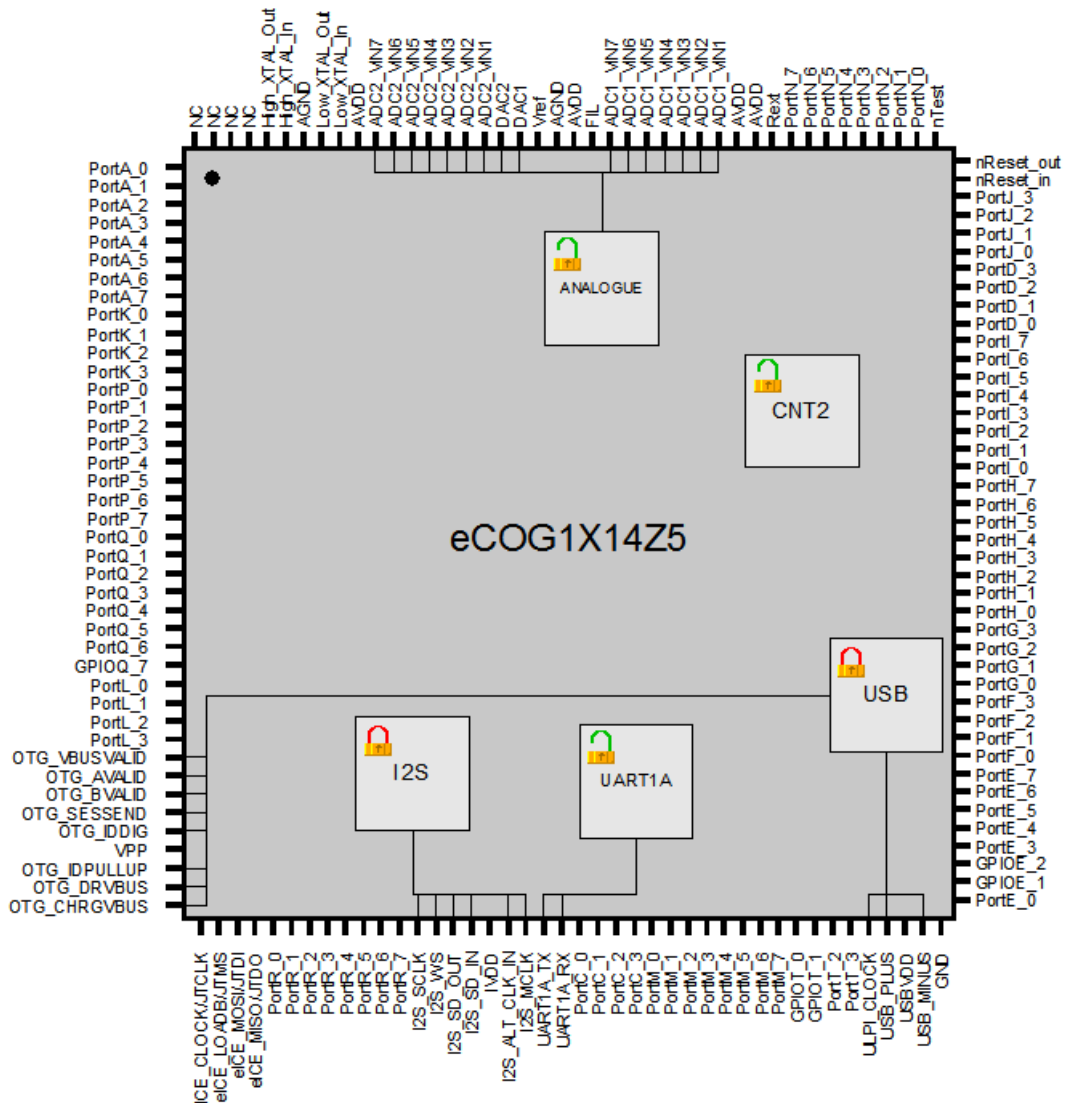 NC
NC
NC
NC
High_XTAL_Out
High_XTAL_In
AGND
Low_XTAL_Out
Low_XTAL_In
AVDD
ADC2_VIN7
ADC2_VIN6
ADC2_VIN5
ADC2_VIN4
ADC2_VIN3
ADC2_VIN2
ADC2_VIN1
DAC2
DAC1
Vref
AGND
AVDD
FIL
ADC1_VIN7
ADC1_VIN6
ADC1_VIN5
ADC1_VIN4
ADC1_VIN3
ADC1_VIN2
ADC1_VIN1
AVDD
AVDD
Rext
PortN_7
PortN_6
PortN_5
PortN_4
PortN_3
PortN_2
PortN_1
PortN_0
nTest
PortA_0
PortA_1
PortA_2
PortA_3
PortA_4
PortA_5
PortA_6
PortA_7
PortK_0
PortK_1
PortK_2
PortK_3
PortP_0
PortP_1
PortP_2
PortP_3
PortP_4
PortP_5
PortP_6
PortP_7
PortQ_0
PortQ_1
PortQ_2
PortQ_3
PortQ_4
PortQ_5
PortQ_6
GPIOQ_7
PortL_0
PortL_1
PortL_2
PortL_3
OTG_VBUSVALID
OTG_AVALID
OTG_BVALID
OTG_SESSEND
OTG_IDDIG
VPP
OTG_IDPULLUP
OTG_DRVBUS
OTG_CHRGVBUS
ANALOGUE
CNT2
eCOG1X14Z5
USB
I2S
UART1A
nReset_out
nReset_in
PortJ_3
PortJ_2
PortJ_1
PortJ_0
PortD_3
PortD_2
PortD_1
PortD_0
PortI_7
PortI_6
PortI_5
PortI_4
PortI_3
PortI_2
PortI_1
PortI_0
PortH_7
PortH_6
PortH_5
PortH_4
PortH_3
PortH_2
PortH_1
PortH_0
PortG_3
PortG_2
PortG_1
PortG_0
PortF_3
PortF_2
PortF_1
PortF_0
PortE_7
PortE_6
PortE_5
PortE_4
PortE_3
GPIOE_2
GPIOE_1
PortE_0
ICE_CLOCK/JTCLK
eICE_LOADB/JTMS
eICE_MOSI/JTDI
eICE_MISO/JTDO
PortR_0
PortR_1
PortR_2
PortR_3
PortR_4
PortR_5
PortR_6
PortR_7
I2S_SCLK
I2S_WS
I2S_SD_OUT
I2S_SD_IN
IVDD
I2S_ALT_CLK_IN
I2S_MCLK
UART1A_TX
UART1A_RX
PortC_0
PortC_1
PortC_2
PortC_3
PortM_0
PortM_1
PortM_2
PortM_3
PortM_4
PortM_5
PortM_6
PortM_7
GPIOT_0
GPIOT_1
PortT_2
PortT_3
ULPI_CLOCK
USB_PLUS
USBVDD
USB_MINUS
GND